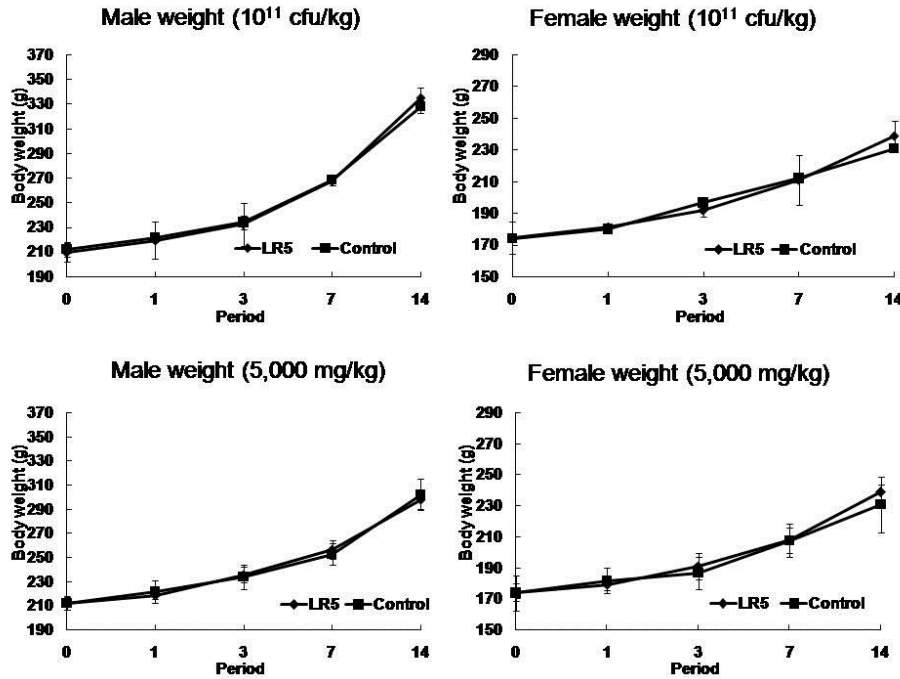 Male weight (10¹¹ cfu/kg)
370
350
330
310
290
270
250
230
210
190
Body weight (g)
LR5 Control
0 1 3 7 14
Period
Female weight (10¹¹ cfu/kg)
290
270
250
230
210
190
170
150
Body weight (g)
LR5 Control
0 1 3 7 14
Period
Male weight (5,000 mg/kg)
370
350
330
310
290
270
250
230
210
190
Body weight (g)
LR5 Control
0 1 3 7 14
Period
Female weight (5,000 mg/kg)
290
270
250
230
210
190
170
150
Body weight (g)
LR5 Control
0 1 3 7 14
Period